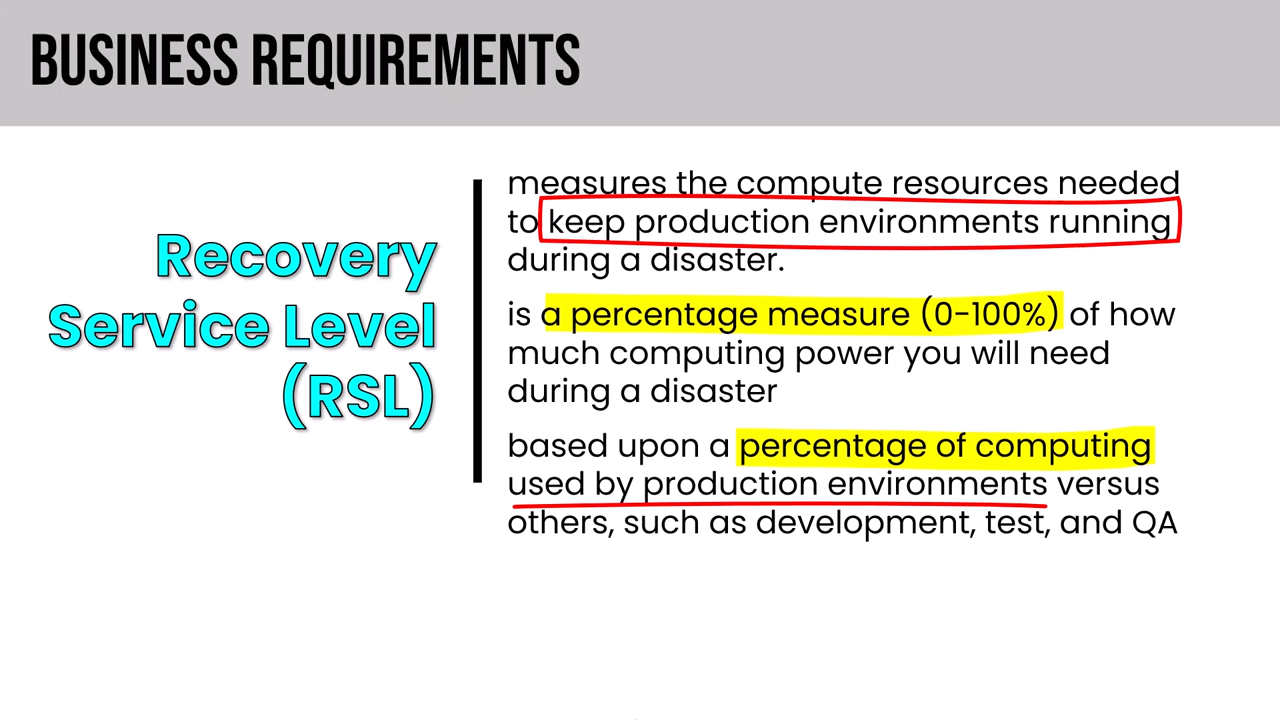 BUSINESS REQUIREMENTS
Recovery
Service Level
(RSL)
measures the compute resources needed
to keep production environments running
during a disaster.
is a percentage measure (0-100%) of how
much computing power you will need
during a disaster
based upon a percentage of computing
used by production environments versus
others, such as development, test, and QA